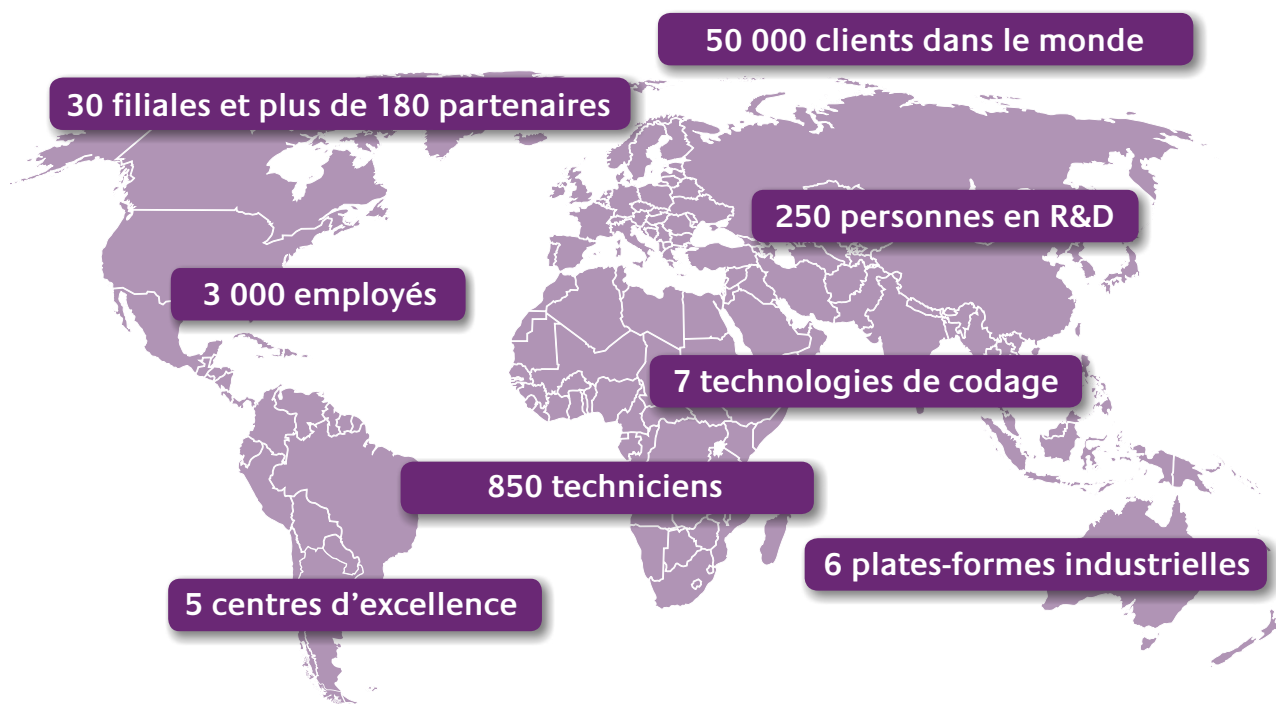 50 000 clients dans le monde
30 filiales et plus de 180 partenaires
250 personnes en R&D
3 000 employés
7 technologies de codage
850 techniciens
6 plates-formes industrielles
5 centres d’excellence